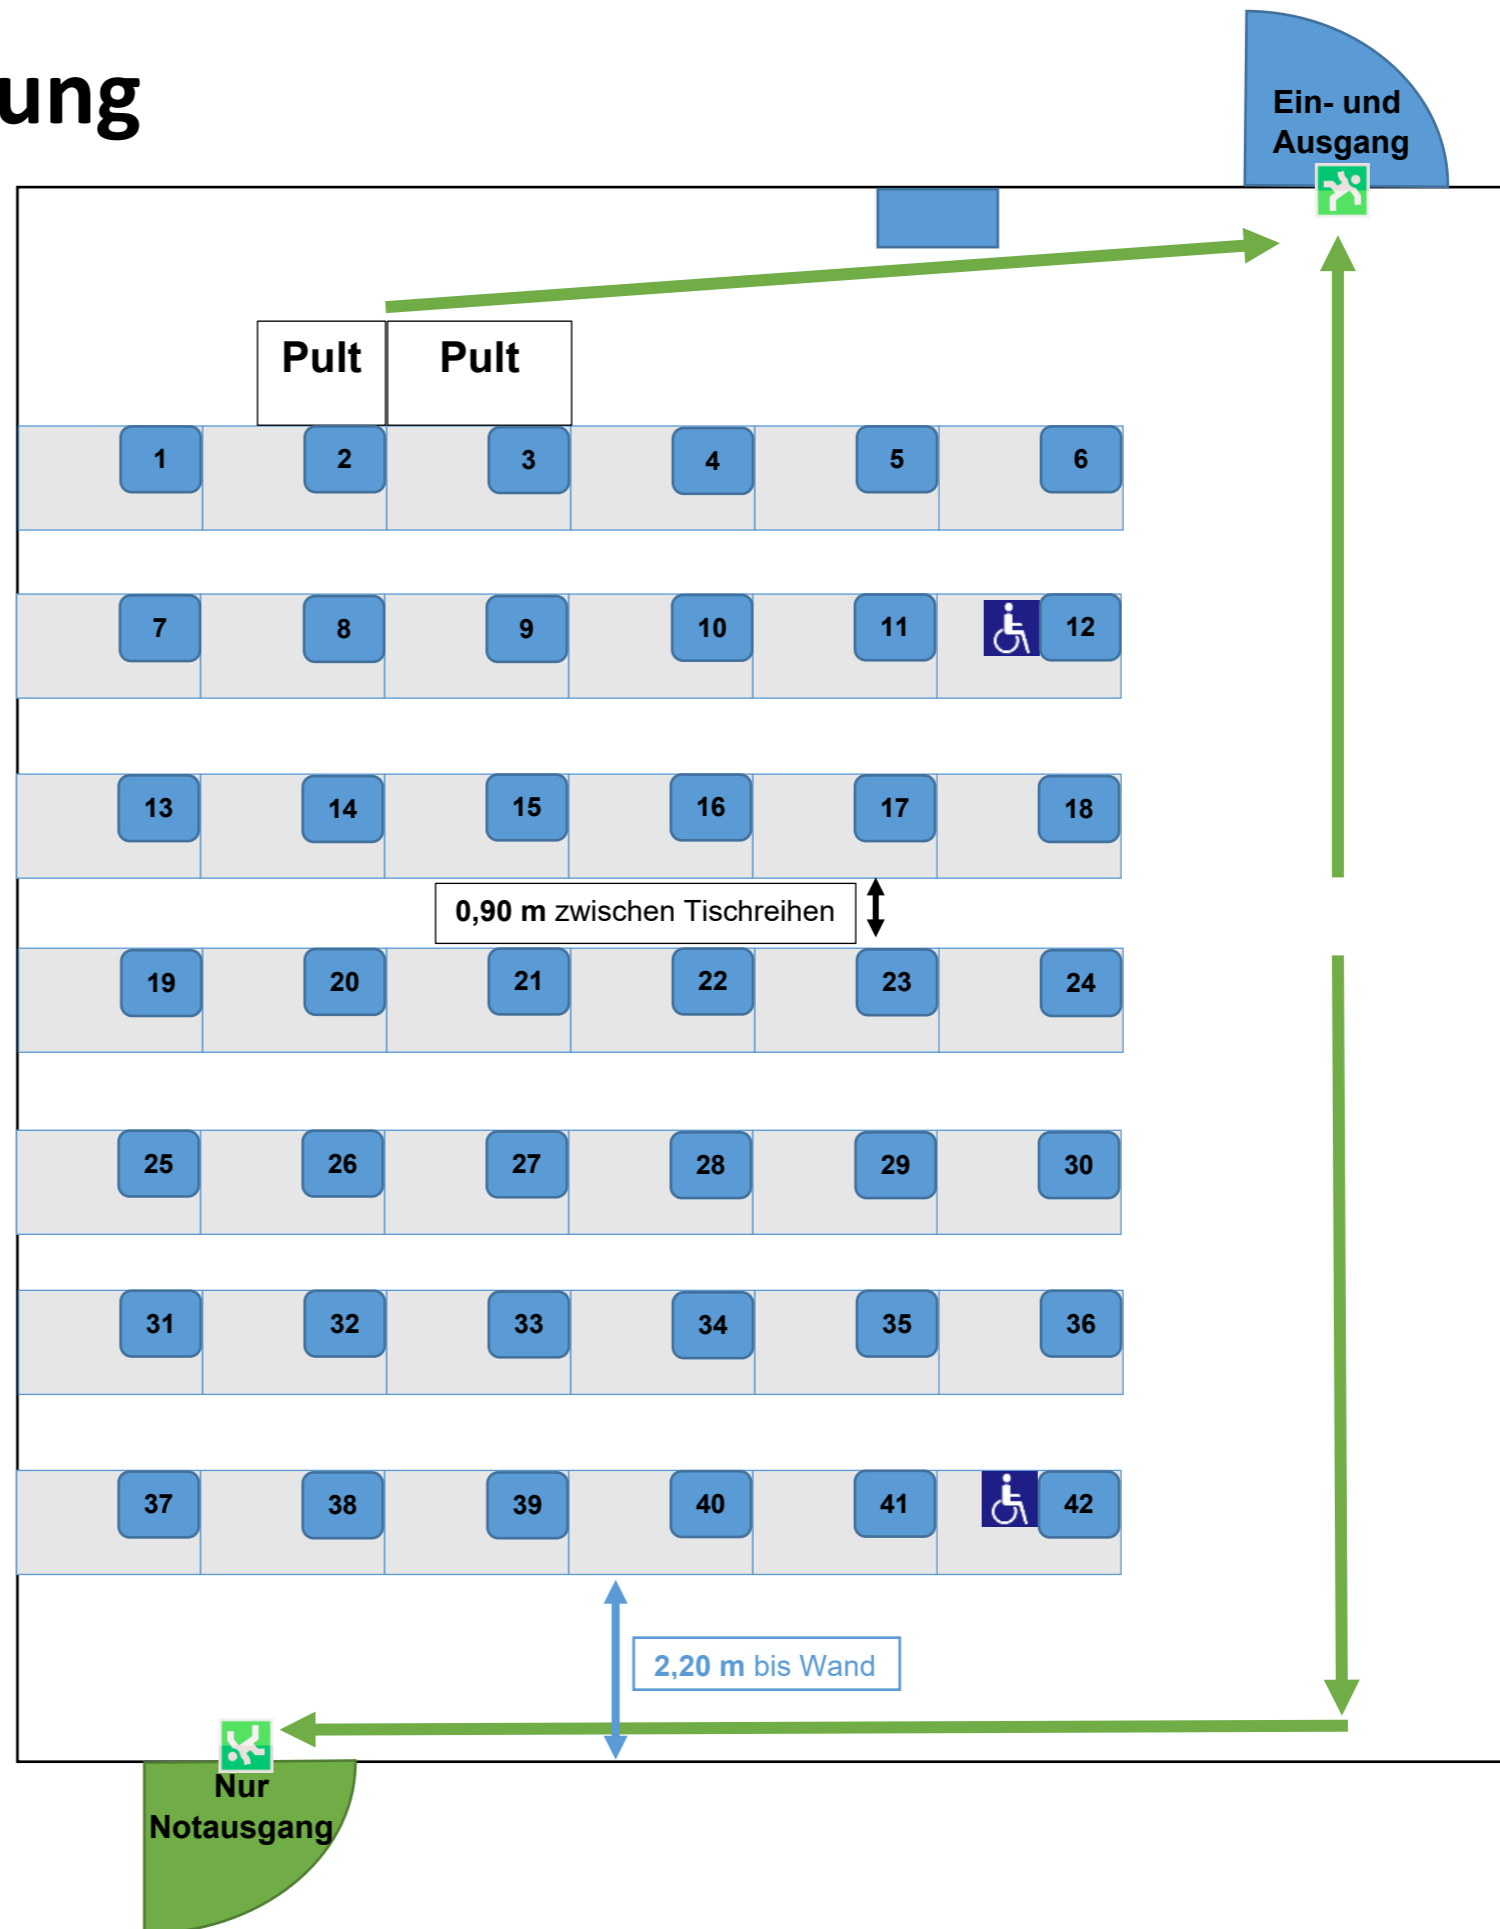 ung
Ein- und
Ausgang
Pult Pult
1 2 3 4 5 6
7 8 9 10 11 12
13 14 15 16 17 18
0,90 m zwischen Tischreihen
19 20 21 22 23 24
25 26 27 28 29 30
31 32 33 34 35 36
37 38 39 40 41 42
2,20 m bis Wand
Nur
Notausgang